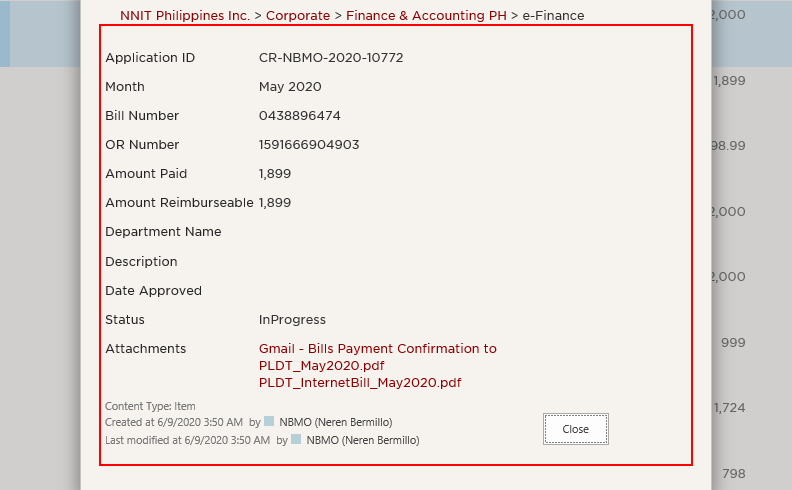 NNIT Philippines Inc. > Corporate > Finance & Accounting PH > e-Finance
Application ID CR-NBMO-2020-10772
Month May 2020
Bill Number 0438896474
OR Number 1591666904903
Amount Paid 1,899
Amount Reimburseable 1,899
Department Name
Description
Date Approved
Status InProgress
Attachments Gmail - Bills Payment Confirmation to
PLDT_May2020.pdf
PLDT_InternetBill_May2020.pdf
Content Type: Item
Created at 6/9/2020 3:50 AM by NBMO (Neren Bermillo)
Last modified at 6/9/2020 3:50 AM by NBMO (Neren Bermillo)
Close
2,000
1,899
98.99
2,000
2,000
999
1,724
798